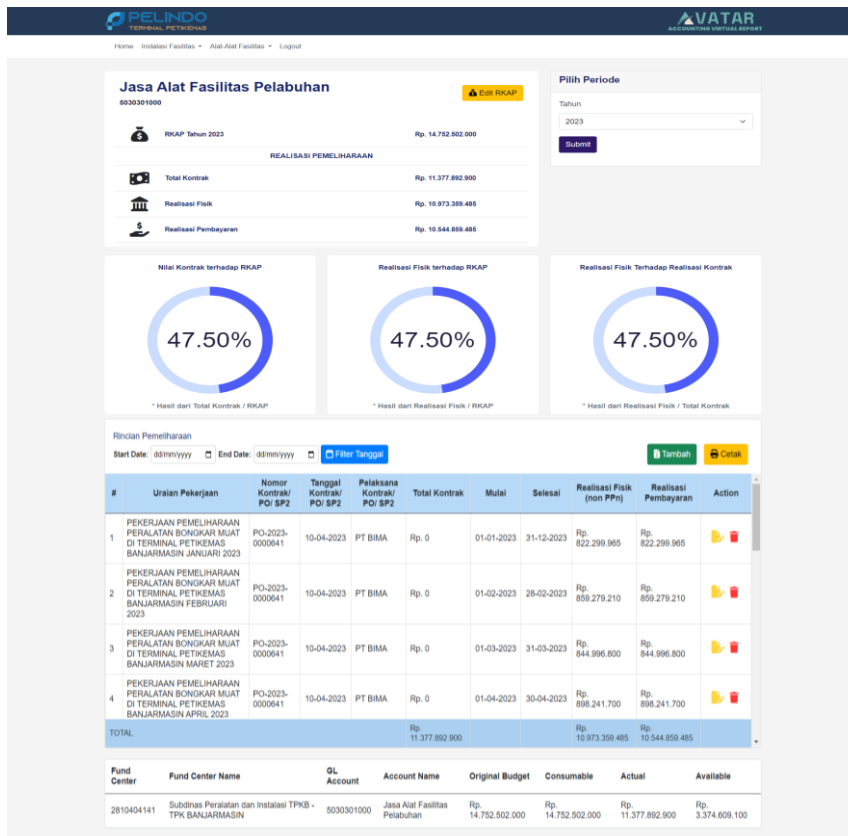 PELINDO
TERMINAL PETIKEMAS
AVATAR
ACCOUNTING VIRTUAL REPORT
Home Instalasi Fasilitas Alat-Alat Fasilitas Logout
Jasa Alat Fasilitas Pelabuhan
5030301000
Edit RKAP
RKAP Tahun 2023 Rp. 14.752.502.000
REALISASI PEMELIHARAAN
Total Kontrak Rp. 11.377.892.900
Realisasi Fisik Rp. 10.973.359.485
Realisasi Pembayaran Rp. 10.544.859.485
Pilih Periode
Tahun
2023
Submit
Nilai Kontrak terhadap RKAP
47.50%
* Hasil dari Total Kontrak / RKAP
Realisasi Fisik terhadap RKAP
47.50%
* Hasil dari Realisasi Fisik / RKAP
Realisasi Fisik Terhadap Realisasi Kontrak
47.50%
* Hasil dari Realisasi Fisik / Total Kontrak
Rincian Pemeliharaan
Start Date: dd/mm/yyyy End Date: dd/mm/yyyy Filter Tanggal Tambah Cetak
# Uraian Pekerjaan Nomor Kontrak/ PO/ SP2 Tanggal Kontrak/ PO/ SP2 Pelaksana Kontrak/ PO/ SP2 Total Kontrak Mulai Selesai Realisasi Fisik (non PPn) Realisasi Pembayaran Action
1 PEKERJAAN PEMELIHARAAN PERALATAN BONGKAR MUAT DI TERMINAL PETIKEMAS BANJARMASIN JANUARI 2023 PO-2023-0000641 10-04-2023 PT BIMA Rp. 0 01-01-2023 31-12-2023 Rp. 822.299.965 Rp. 822.299.965
2 PEKERJAAN PEMELIHARAAN PERALATAN BONGKAR MUAT DI TERMINAL PETIKEMAS BANJARMASIN FEBRUARI 2023 PO-2023-0000641 10-04-2023 PT BIMA Rp. 0 01-02-2023 28-02-2023 Rp. 859.279.210 Rp. 859.279.210
3 PEKERJAAN PEMELIHARAAN PERALATAN BONGKAR MUAT DI TERMINAL PETIKEMAS BANJARMASIN MARET 2023 PO-2023-0000641 10-04-2023 PT BIMA Rp. 0 01-03-2023 31-03-2023 Rp. 844.996.800 Rp. 844.996.800
4 PEKERJAAN PEMELIHARAAN PERALATAN BONGKAR MUAT DI TERMINAL PETIKEMAS BANJARMASIN APRIL 2023 PO-2023-0000641 10-04-2023 PT BIMA Rp. 0 01-04-2023 30-04-2023 Rp. 898.241.700 Rp. 898.241.700
TOTAL Rp. 11.377.892.900 Rp. 10.973.359.485 Rp. 10.544.859.485
Fund Center Fund Center Name GL Account Account Name Original Budget Consumable Actual Available
2810404141 Subdinas Peralatan dan Instalasi TPKB - TPK BANJARMASIN 5030301000 Jasa Alat Fasilitas Pelabuhan Rp. 14.752.502.000 Rp. 14.752.502.000 Rp. 11.377.892.900 Rp. 3.374.609.100